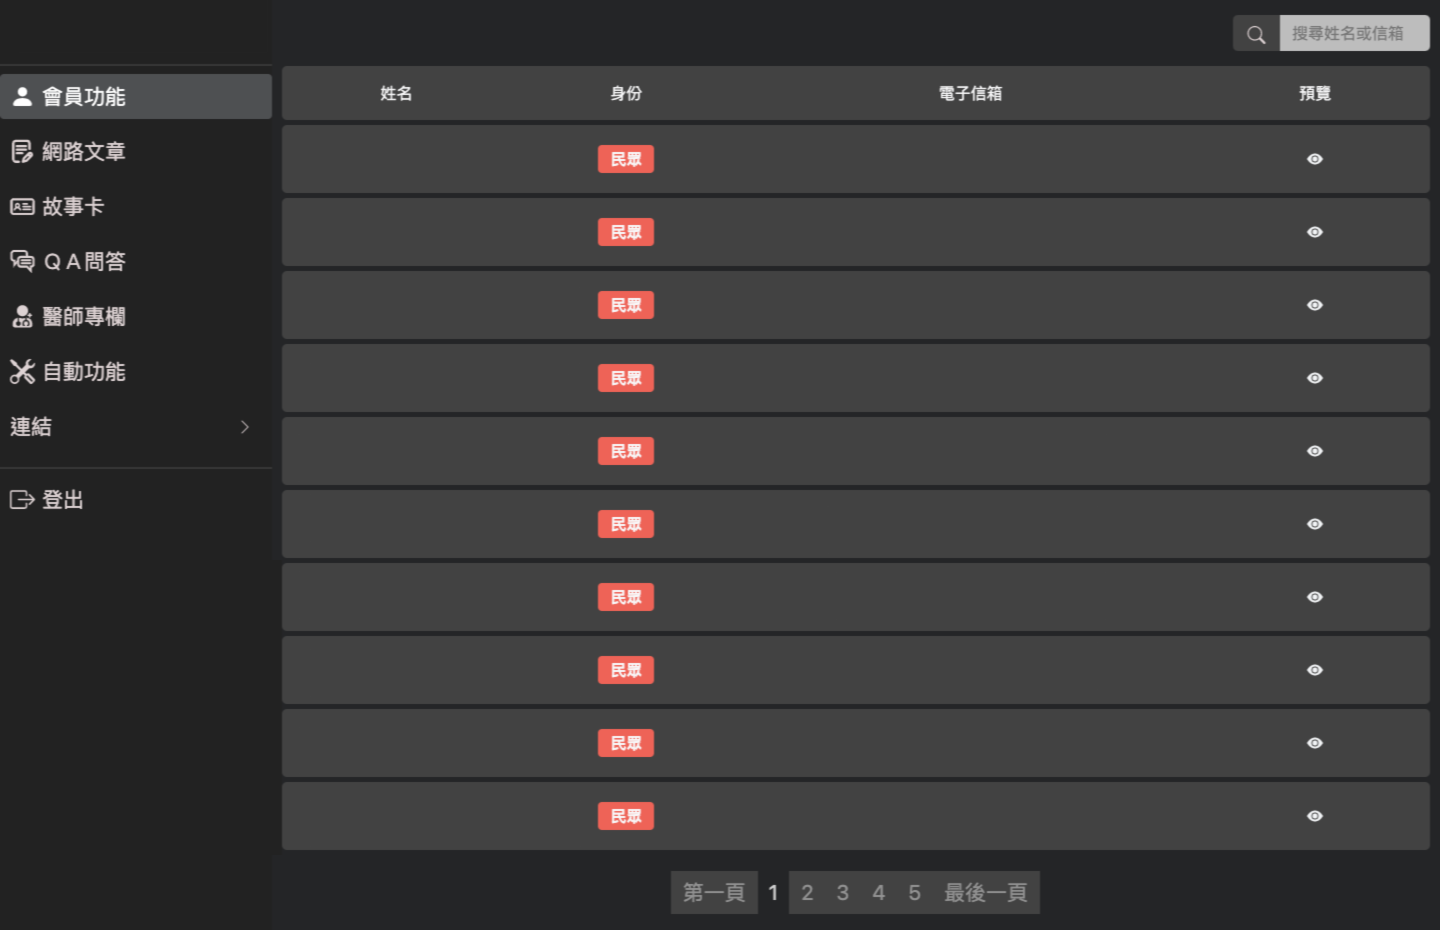 搜尋姓名或信箱
會員功能
網路文章
故事卡
ＱＡ問答
醫師專欄
自動功能
連結
登出
姓名 身份 電子信箱 預覽
民眾
民眾
民眾
民眾
民眾
民眾
民眾
民眾
民眾
民眾
第一頁 1 2 3 4 5 最後一頁